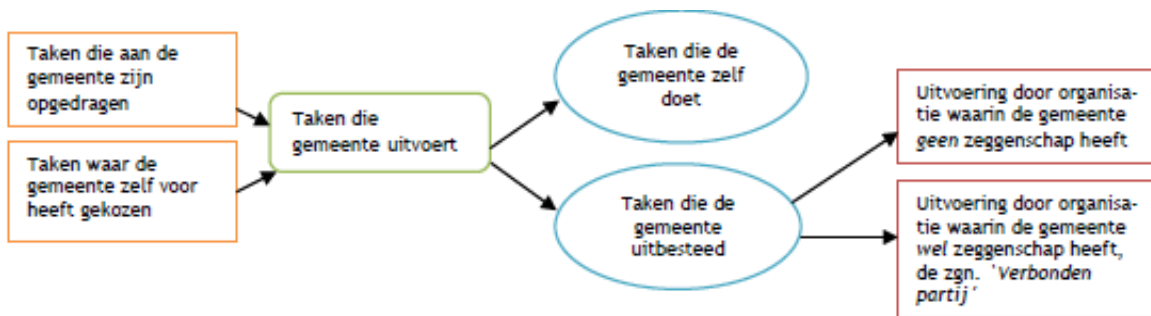 Taken die aan de
gemeente zijn
opgedragen
Taken waar de
gemeente zelf voor
heeft gekozen
Taken die
gemeente uitvoert
Taken die de
gemeente zelf
doet
Taken die de
gemeente
uitbesteed
Uitvoering door organisa-
tie waarin de gemeente
geen zeggenschap heeft
Uitvoering door organisa-
tie waarin de gemeente
wel zeggenschap heeft,
de zgn. 'Verbonden
partij'